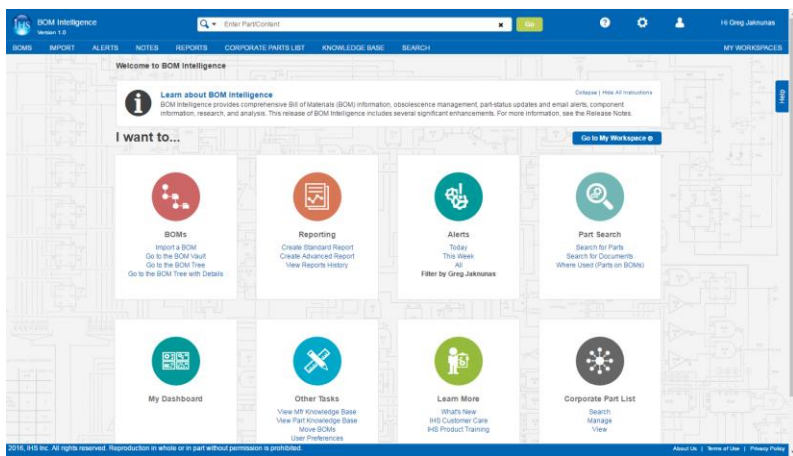 IHS BOM Intelligence
Version 1.0
Enter Part/Content
Go
Hi Greg Jaknunas
BOMS IMPORT ALERTS NOTES REPORTS CORPORATE PARTS LIST KNOWLEDGE BASE SEARCH MY WORKSPACES
Welcome to BOM Intelligence
Help
Learn about BOM Intelligence
Collapse | Hide All Instructions
BOM Intelligence provides comprehensive Bill of Materials (BOM) information, obsolescence management, part-status updates and email alerts, component
information, research, and analysis. This release of BOM Intelligence includes several significant enhancements. For more information, see the Release Notes.
I want to...
Go to My Workspace
BOMs
Import a BOM
Go to the BOM Vault
Go to the BOM Tree
Go to the BOM Tree with Details
Reporting
Create Standard Report
Create Advanced Report
View Reports History
Alerts
Today
This Week
All
Filter by Greg Jaknunas
Part Search
Search for Parts
Search for Documents
Where Used (Parts on BOMs)
My Dashboard
Other Tasks
View Mfr Knowledge Base
View Part Knowledge Base
Move BOMs
User Preferences
Learn More
What's New
IHS Customer Care
IHS Product Training
Corporate Part List
Search
Manage
View
2016, IHS Inc. All rights reserved. Reproduction in whole or in part without permission is prohibited.
About Us | Terms of Use | Privacy Policy